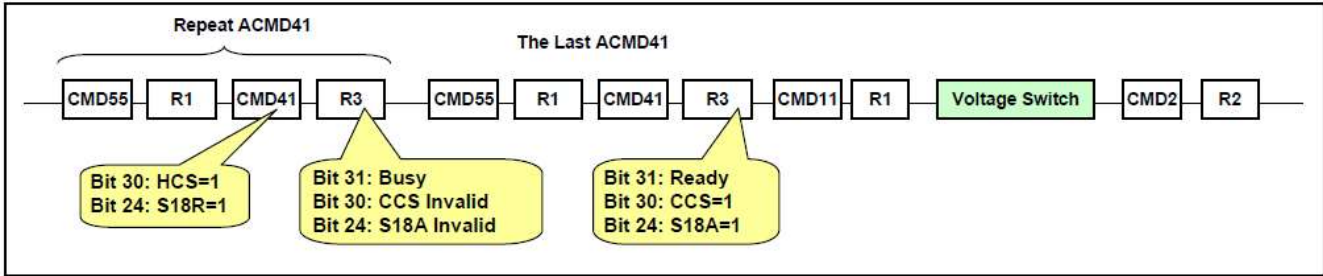 Repeat ACMD41
The Last ACMD41
CMD55 R1 CMD41 R3 CMD55 R1 CMD41 R3 CMD11 R1 Voltage Switch CMD2 R2
Bit 30: HCS=1
Bit 24: S18R=1
Bit 31: Busy
Bit 30: CCS Invalid
Bit 24: S18A Invalid
Bit 31: Ready
Bit 30: CCS=1
Bit 24: S18A=1